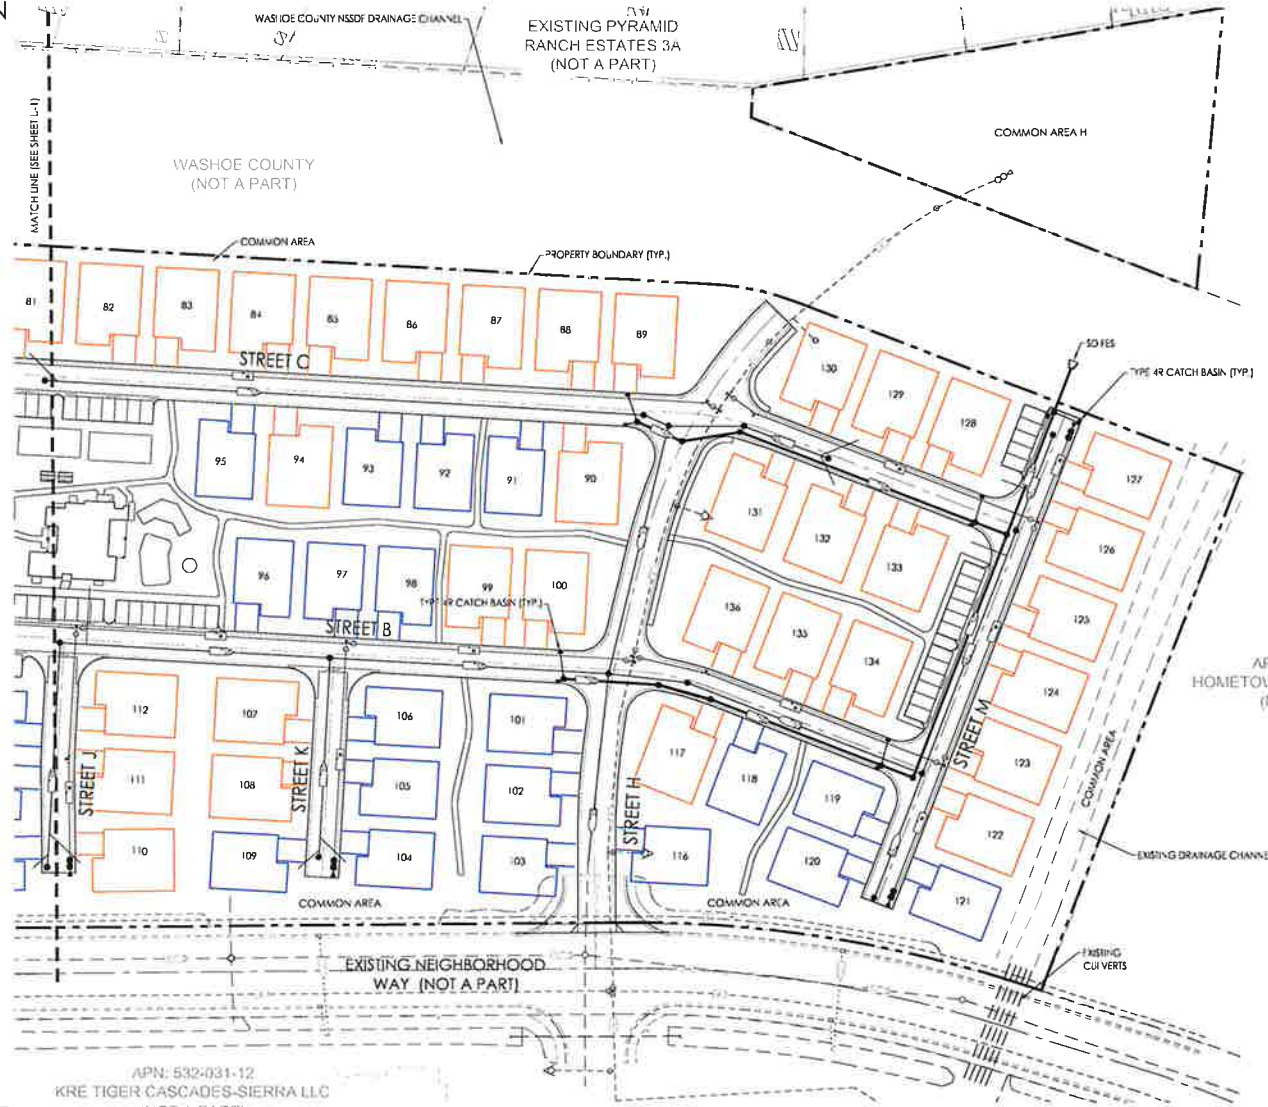 N
WASHOE COUNTY NSSDF DRAINAGE CHANNEL
EXISTING PYRAMID
RANCH ESTATES 3A
(NOT A PART)
MATCH LINE (SEE SHEET L-1)
COMMON AREA H
WASHOE COUNTY
(NOT A PART)
COMMON AREA
PROPERTY BOUNDARY (TYP.)
81
82
83
84
85
86
87
88
89
STREET C
SD FES
TYPE 4R CATCH BASIN (TYP.)
130
129
128
127
95
94
93
92
91
90
131
132
133
126
125
96
97
98
99
100
TYPE 4R CATCH BASIN (TYP.)
STREET B
136
135
134
124
HOMETOW
112
107
106
101
117
118
STREET M
123
111
108
105
102
119
122
STREET J
STREET K
STREET H
COMMON AREA
110
109
104
103
116
120
121
EXISTING DRAINAGE CHANNE
COMMON AREA
COMMON AREA
EXISTING NEIGHBORHOOD
WAY (NOT A PART)
EXISTING
CULVERTS
APN: 532-031-12
KRE TIGER CASCADES-SIERRA LLC